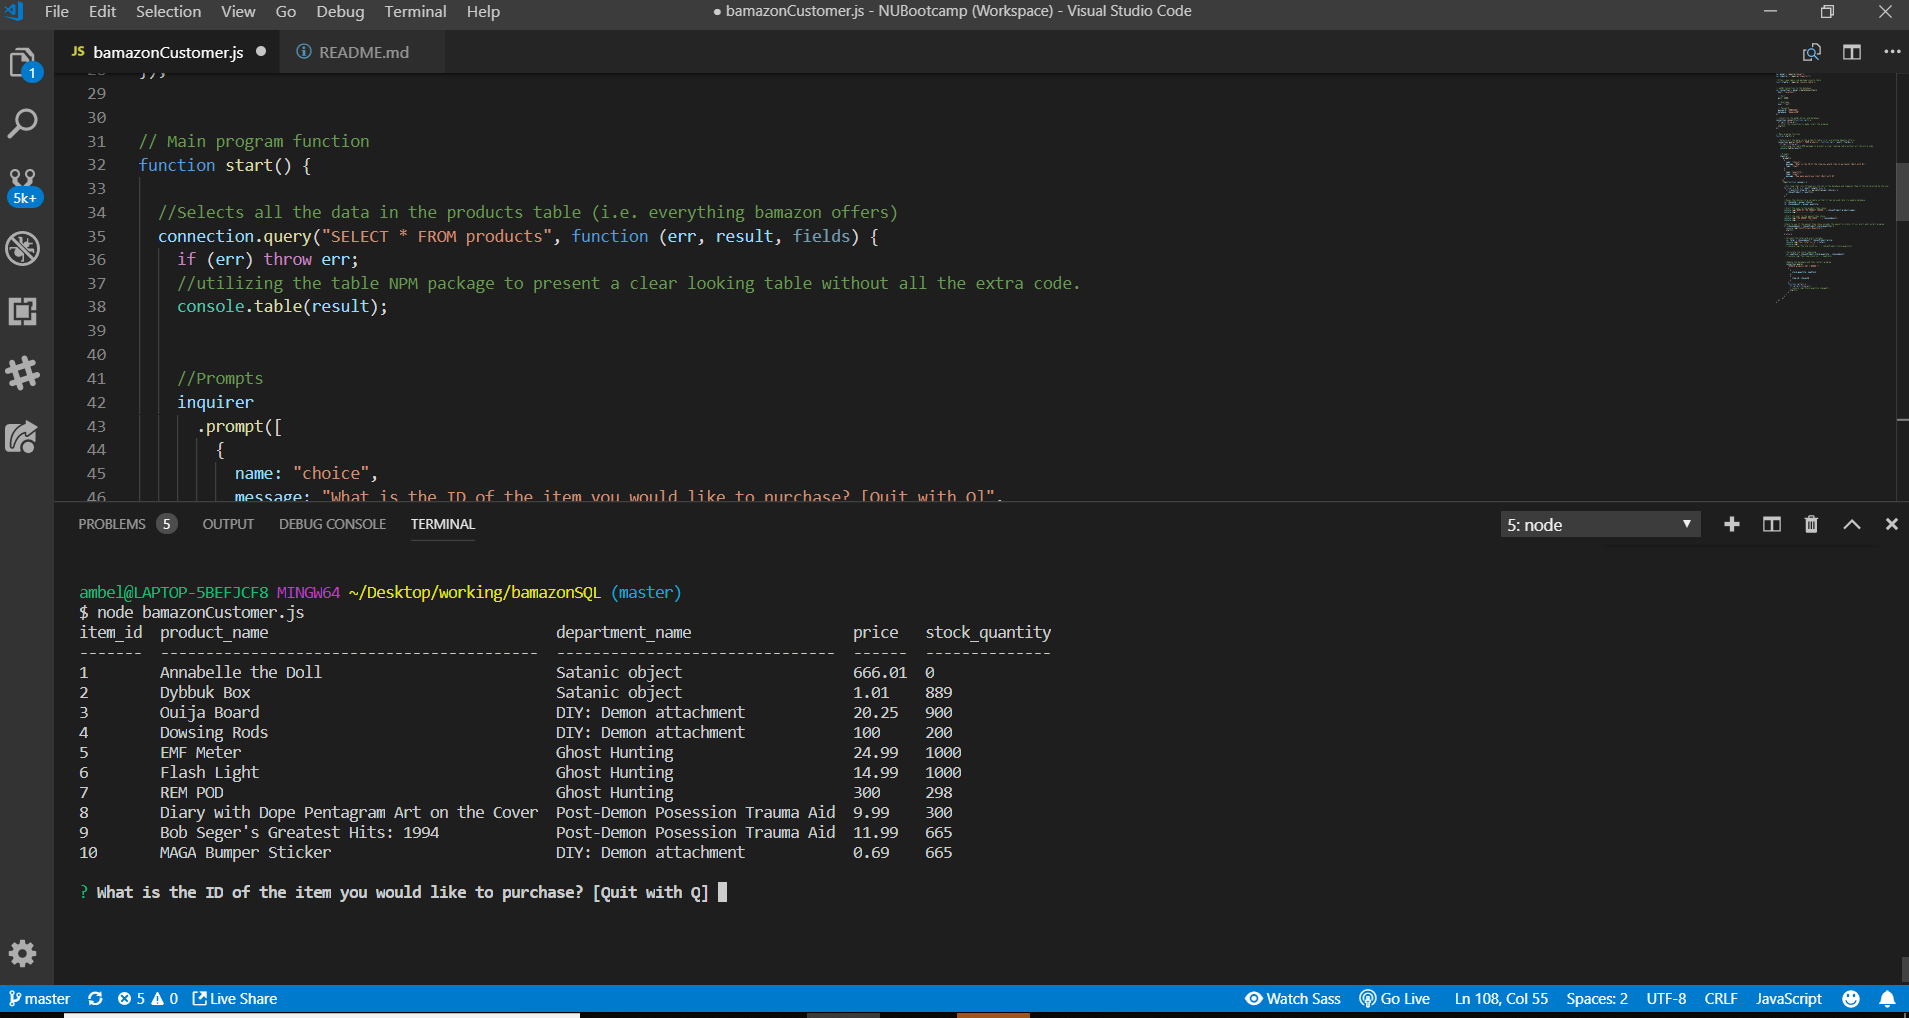 File Edit Selection View Go Debug Terminal Help ● bamazonCustomer.js - NUBootcamp (Workspace) - Visual Studio Code
JS bamazonCustomer.js ● README.md
1
5k+
28 });
29
30
31 // Main program function
32 function start() {
33
34 //Selects all the data in the products table (i.e. everything bamazon offers)
35 connection.query("SELECT * FROM products", function (err, result, fields) {
36 if (err) throw err;
37 //utilizing the table NPM package to present a clear looking table without all the extra code.
38 console.table(result);
39
40
41 //Prompts
42 inquirer
43 .prompt([
44 {
45 name: "choice",
46 message: "What is the ID of the item you would like to purchase? [Quit with Q]",
PROBLEMS 5 OUTPUT DEBUG CONSOLE TERMINAL 5: node
ambel@LAPTOP-5BEFJCF8 MINGW64 ~/Desktop/working/bamazonSQL (master)
$ node bamazonCustomer.js
item_id product_name department_name price stock_quantity
------- ------------------------------------------ ------------------------------- ------ --------------
1 Annabelle the Doll Satanic object 666.01 0
2 Dybbuk Box Satanic object 1.01 889
3 Ouija Board DIY: Demon attachment 20.25 900
4 Dowsing Rods DIY: Demon attachment 100 200
5 EMF Meter Ghost Hunting 24.99 1000
6 Flash Light Ghost Hunting 14.99 1000
7 REM POD Ghost Hunting 300 298
8 Diary with Dope Pentagram Art on the Cover Post-Demon Posession Trauma Aid 9.99 300
9 Bob Seger's Greatest Hits: 1994 Post-Demon Posession Trauma Aid 11.99 665
10 MAGA Bumper Sticker DIY: Demon attachment 0.69 665
? What is the ID of the item you would like to purchase? [Quit with Q]
master 5 0 Live Share Watch Sass Go Live Ln 108, Col 55 Spaces: 2 UTF-8 CRLF JavaScript